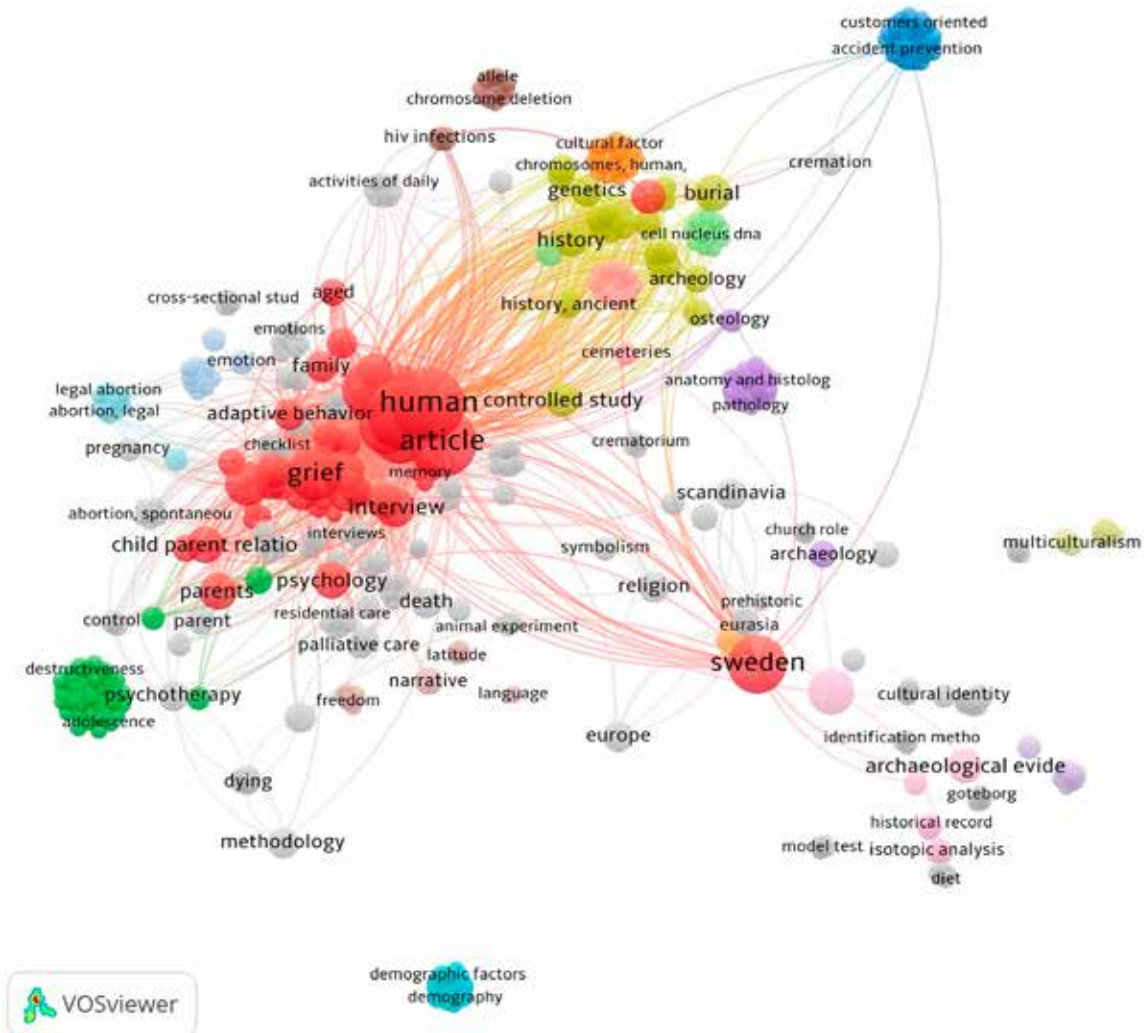 customers oriented
accident prevention
allele
chromosome deletion
hiv infections
cultural factor
chromosomes, human,
cremation
activities of daily
genetics
burial
history
cell nucleus dna
archeology
aged
cross-sectional stud
history, ancient
osteology
emotions
cemeteries
emotion
family
legal abortion
anatomy and histolog
abortion, legal
human
controlled study
pathology
adaptive behavior
article
crematorium
pregnancy
checklist
grief
memory
scandinavia
interview
abortion, spontaneou
interviews
church role
child parent relatio
symbolism
archaeology
multiculturalism
psychology
parents
religion
death
prehistoric
control
parent
residential care
animal experiment
eurasia
palliative care
latitude
sweden
destructiveness
narrative
psychotherapy
language
cultural identity
freedom
adolescence
europe
identification metho
archaeological evide
dying
goteborg
historical record
methodology
model test
isotopic analysis
diet
demographic factors
demography
VOSviewer